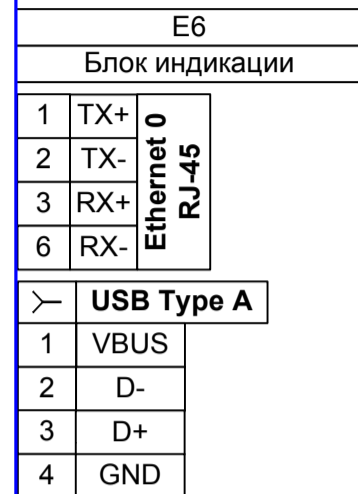 E6
Блок индикации
1 TX+
2 TX-
3 RX+
6 RX-
Ethernet 0
RJ-45
USB Type A
1 VBUS
2 D-
3 D+
4 GND